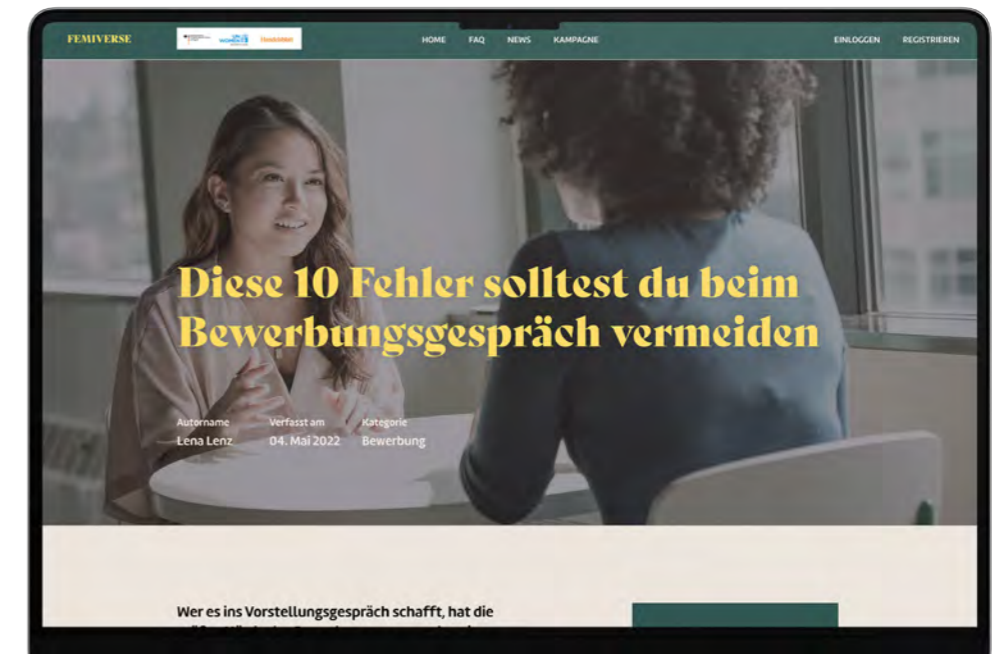 FEMIVERSE
WOMEN
HOME FAQ NEWS KAMPAGNE
EINLOGGEN REGISTRIEREN
Diese 10 Fehler solltest du beim
Bewerbungsgespräch vermeiden
Autorname Verfasst am Kategorie
Lena Lenz 04. Mai 2022 Bewerbung
Wer es ins Vorstellungsgespräch schafft, hat die